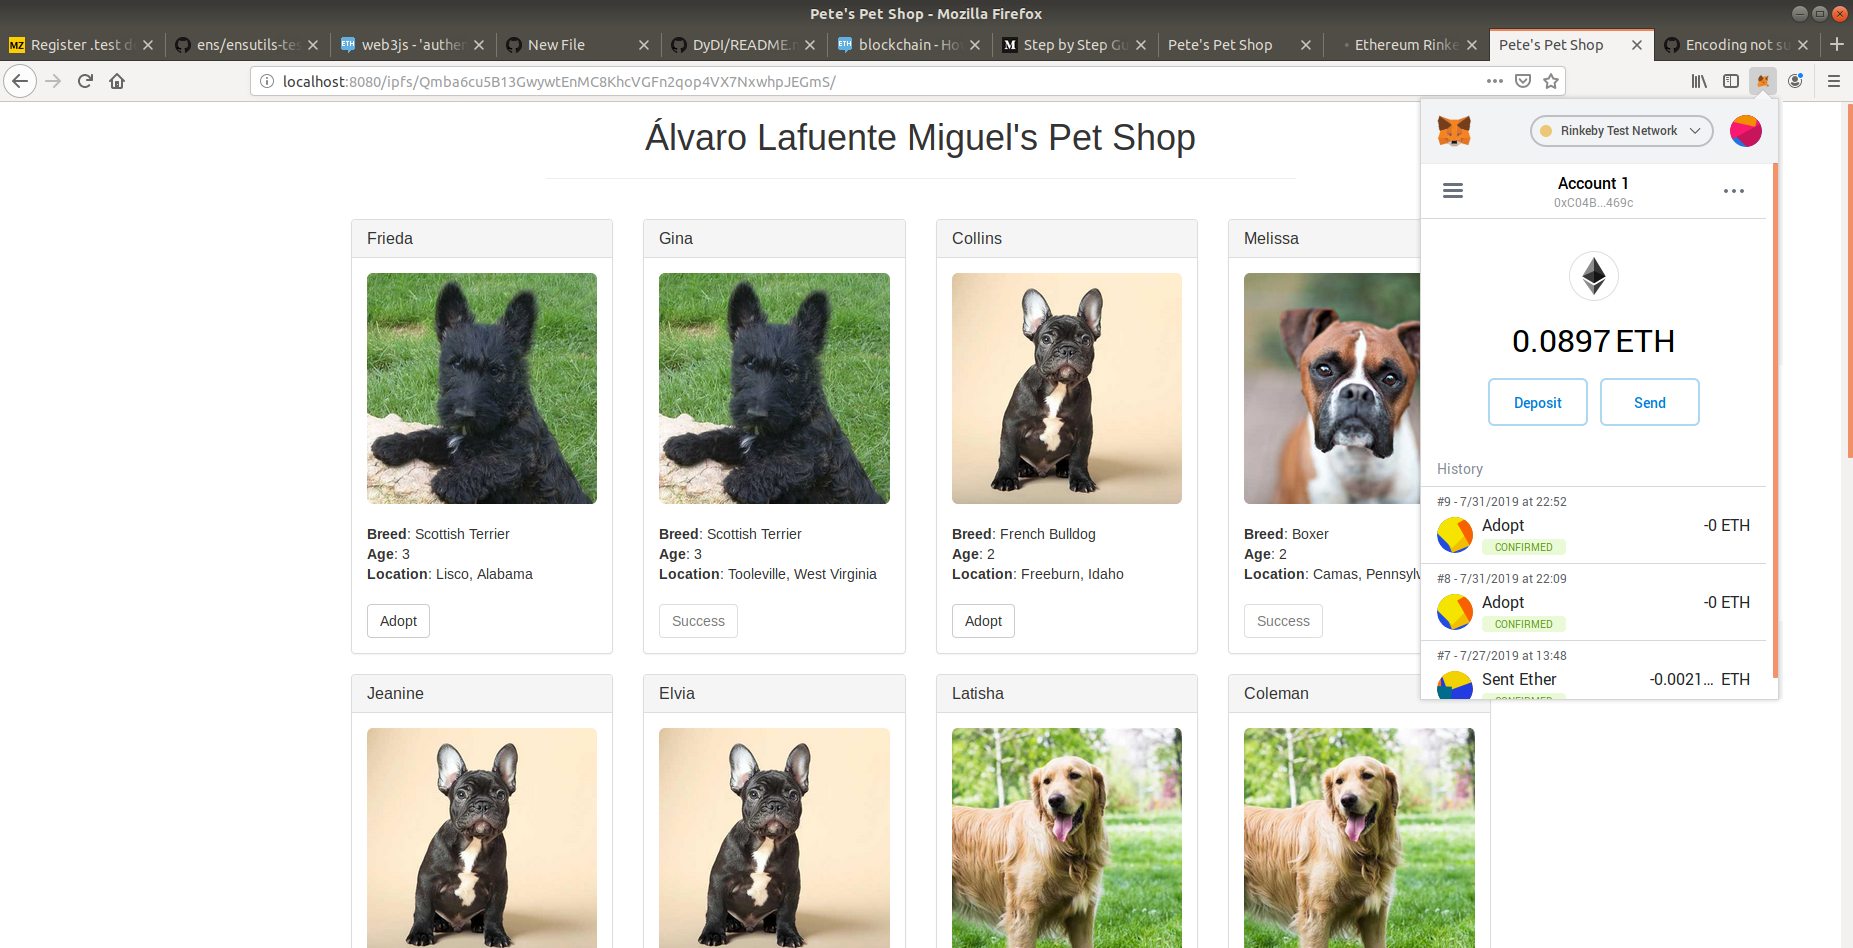 Pete's Pet Shop - Mozilla Firefox
Register .test d
ens/ensutils-tes
web3js - 'auther
New File
DyDI/README.m
blockchain - Ho
Step by Step Gu
Pete's Pet Shop
Ethereum Rinke
Pete's Pet Shop
Encoding not su
localhost:8080/ipfs/Qmba6cu5B13GwywtEnMC8KhcVGFn2qop4VX7NxwhpJEGmS/
Álvaro Lafuente Miguel's Pet Shop
Frieda
Breed: Scottish Terrier
Age: 3
Location: Lisco, Alabama
Adopt
Gina
Breed: Scottish Terrier
Age: 3
Location: Tooleville, West Virginia
Success
Collins
Breed: French Bulldog
Age: 2
Location: Freeburn, Idaho
Adopt
Melissa
Breed: Boxer
Age: 2
Location: Camas, Pennsylv
Success
Jeanine
Elvia
Latisha
Coleman
Rinkeby Test Network
Account 1
0xC04B...469c
0.0897 ETH
Deposit
Send
History
#9 - 7/31/2019 at 22:52
Adopt -0 ETH
CONFIRMED
#8 - 7/31/2019 at 22:09
Adopt -0 ETH
CONFIRMED
#7 - 7/27/2019 at 13:48
Sent Ether -0.0021... ETH
CONFIRMED